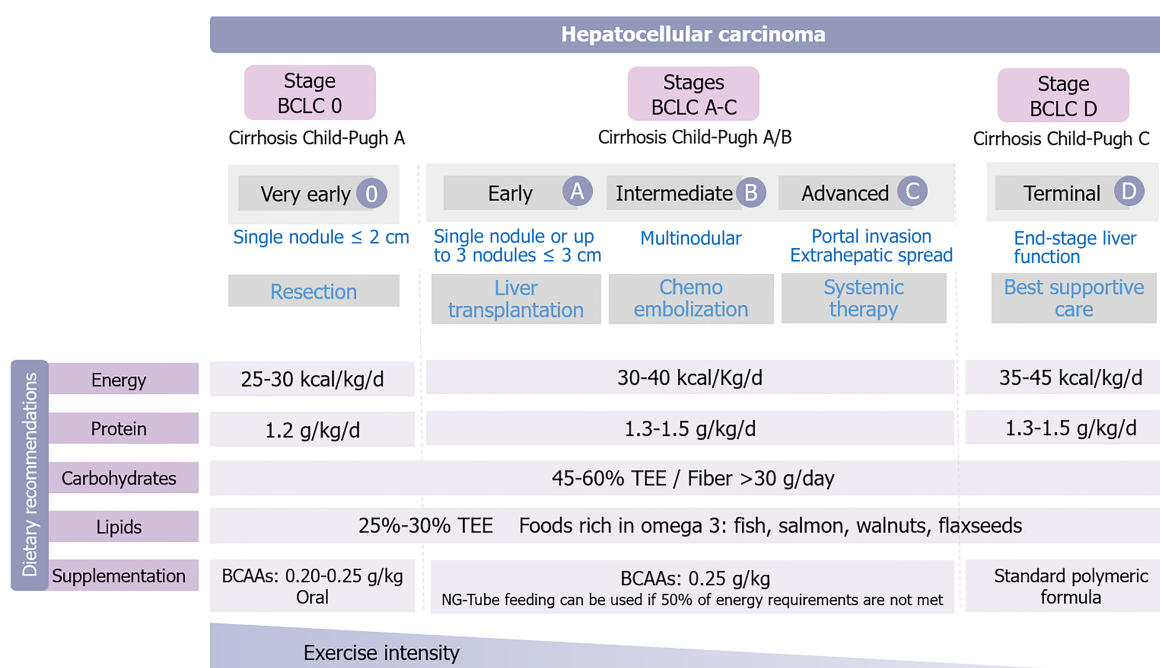 Hepatocellular carcinoma
Stage
BCLC 0
Cirrhosis Child-Pugh A
Stages
BCLC A-C
Cirrhosis Child-Pugh A/B
Stage
BCLC D
Cirrhosis Child-Pugh C
Very early 0
Early A
Intermediate B
Advanced C
Terminal D
Single nodule ≤ 2 cm
Single nodule or up
to 3 nodules ≤ 3 cm
Multinodular
Portal invasion
Extrahepatic spread
End-stage liver
function
Resection
Liver
transplantation
Chemo
embolization
Systemic
therapy
Best supportive
care
Dietary recommendations
Energy
25-30 kcal/kg/d
30-40 kcal/Kg/d
35-45 kcal/kg/d
Protein
1.2 g/kg/d
1.3-1.5 g/kg/d
1.3-1.5 g/kg/d
Carbohydrates
45-60% TEE / Fiber >30 g/day
Lipids
25%-30% TEE Foods rich in omega 3: fish, salmon, walnuts, flaxseeds
Supplementation
BCAAs: 0.20-0.25 g/kg
Oral
BCAAs: 0.25 g/kg
NG-Tube feeding can be used if 50% of energy requirements are not met
Standard polymeric
formula
Exercise intensity